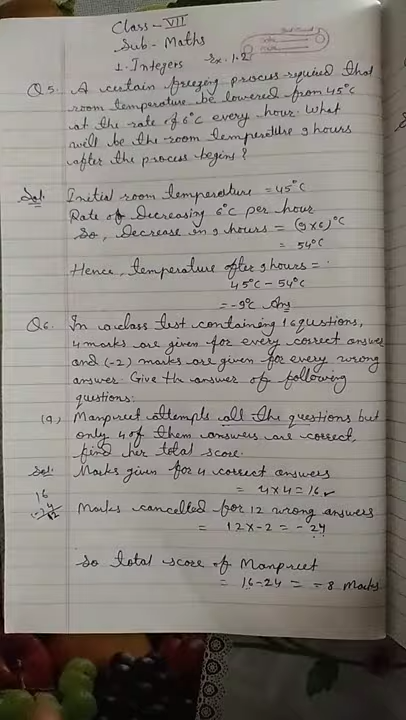 Class - VII
Sub - Maths
1. Integers Ex. 1.2
Q5. A certain freezing process required that
room temperature be lowered from 45°C
at the rate of 6°C every hour. What
will be the room temperature 9 hours
after the process begins?
Sol. Initial room temperature = 45°C
Rate of Decreasing 6°C per hour
So, Decrease in 9 hours = (9×6)°C
= 54°C
Hence, temperature after 9 hours =
45°C - 54°C
= -9°C Ans
Q6. In a class test containing 16 qustions,
4 marks are given for every correct answer
and (-2) marks are given for every wrong
answer. Give the answer of following
questions:
(a) Manpreet attempts all the questions but
only 4 of them answers are correct,
find her total score.
Sol. Marks given for 4 correct answers
= 4×4 = 16
16
-24
Marks cancelled for 12 wrong answers
= 12×-2 = -24
So total score of Manpreet
= 16-24 = -8 Marks